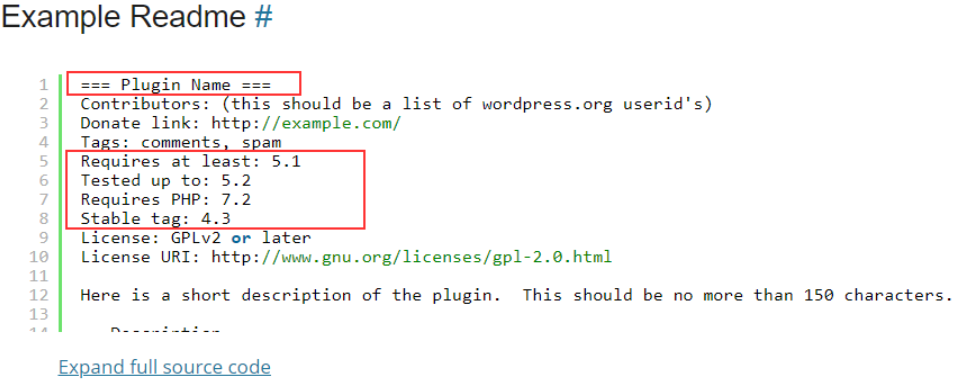 Example Readme #
1 === Plugin Name ===
2 Contributors: (this should be a list of wordpress.org userid's)
3 Donate link: http://example.com/
4 Tags: comments, spam
5 Requires at least: 5.1
6 Tested up to: 5.2
7 Requires PHP: 7.2
8 Stable tag: 4.3
9 License: GPLv2 or later
10 License URI: http://www.gnu.org/licenses/gpl-2.0.html
11
12 Here is a short description of the plugin.  This should be no more than 150 characters.
13
14 == Description
Expand full source code